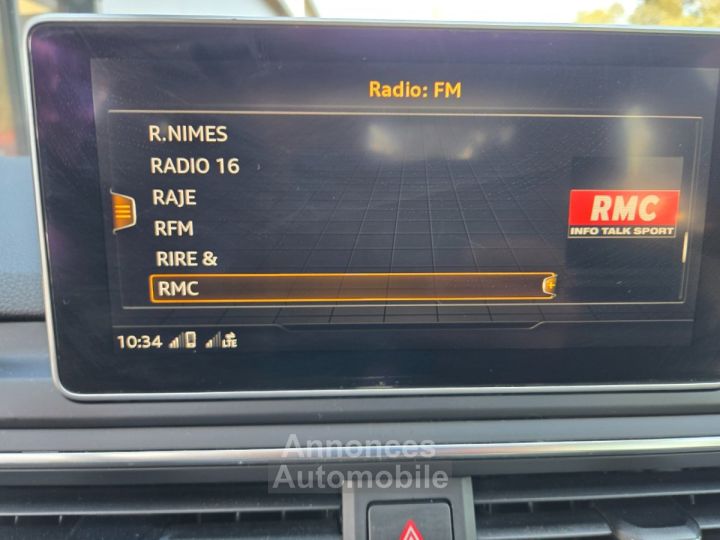 Radio: FM
R.NIMES
RADIO 16
RAJE
RFM
RIRE &
RMC
RMC
INFO TALK SPORT
10:34
LTE
Annonces
Automobile